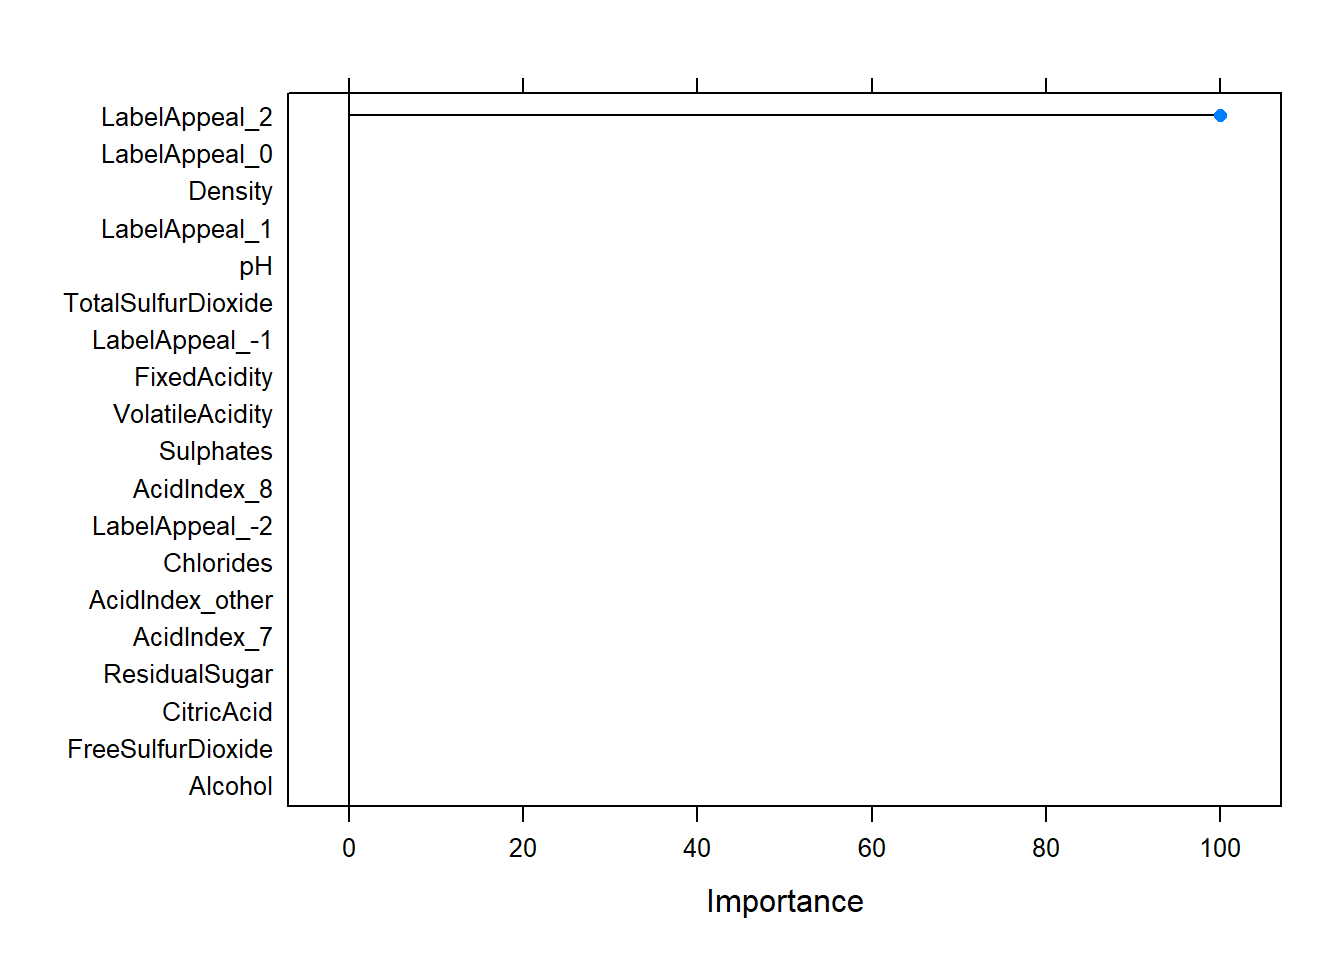 LabelAppeal_2
LabelAppeal_0
Density
LabelAppeal_1
pH
TotalSulfurDioxide
LabelAppeal_-1
FixedAcidity
VolatileAcidity
Sulphates
AcidIndex_8
LabelAppeal_-2
Chlorides
AcidIndex_other
AcidIndex_7
ResidualSugar
CitricAcid
FreeSulfurDioxide
Alcohol
0 20 40 60 80 100
Importance